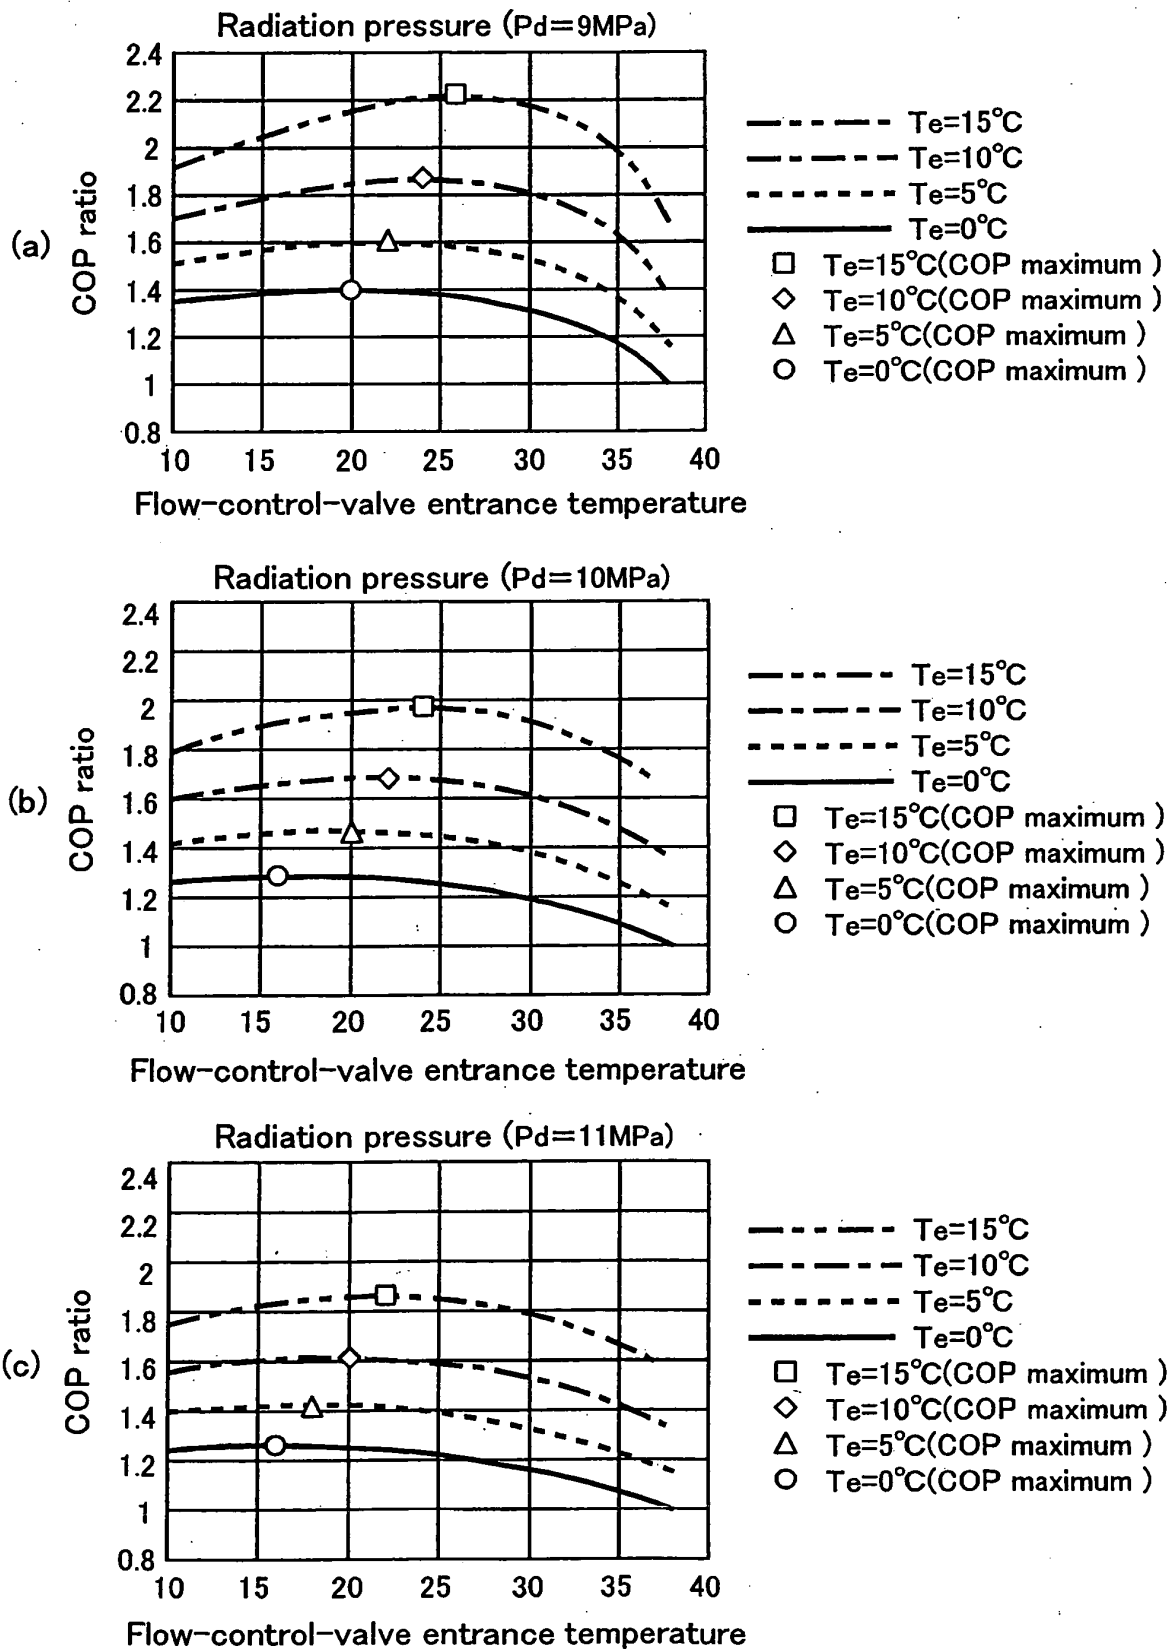 Radiation pressure (Pd=9MPa)
2.4
2.2
2
1.8
1.6
1.4
1.2
1
0.8
COP ratio
(a)
10 15 20 25 30 35 40
Flow-control-valve entrance temperature
Te=15℃
Te=10℃
Te=5℃
Te=0℃
Te=15℃(COP maximum )
Te=10℃(COP maximum )
Te=5℃(COP maximum )
Te=0℃(COP maximum )
Radiation pressure (Pd=10MPa)
2.4
2.2
2
1.8
1.6
1.4
1.2
1
0.8
COP ratio
(b)
10 15 20 25 30 35 40
Flow-control-valve entrance temperature
Te=15℃
Te=10℃
Te=5℃
Te=0℃
Te=15℃(COP maximum )
Te=10℃(COP maximum )
Te=5℃(COP maximum )
Te=0℃(COP maximum )
Radiation pressure (Pd=11MPa)
2.4
2.2
2
1.8
1.6
1.4
1.2
1
0.8
COP ratio
(c)
10 15 20 25 30 35 40
Flow-control-valve entrance temperature
Te=15℃
Te=10℃
Te=5℃
Te=0℃
Te=15℃(COP maximum )
Te=10℃(COP maximum )
Te=5℃(COP maximum )
Te=0℃(COP maximum )